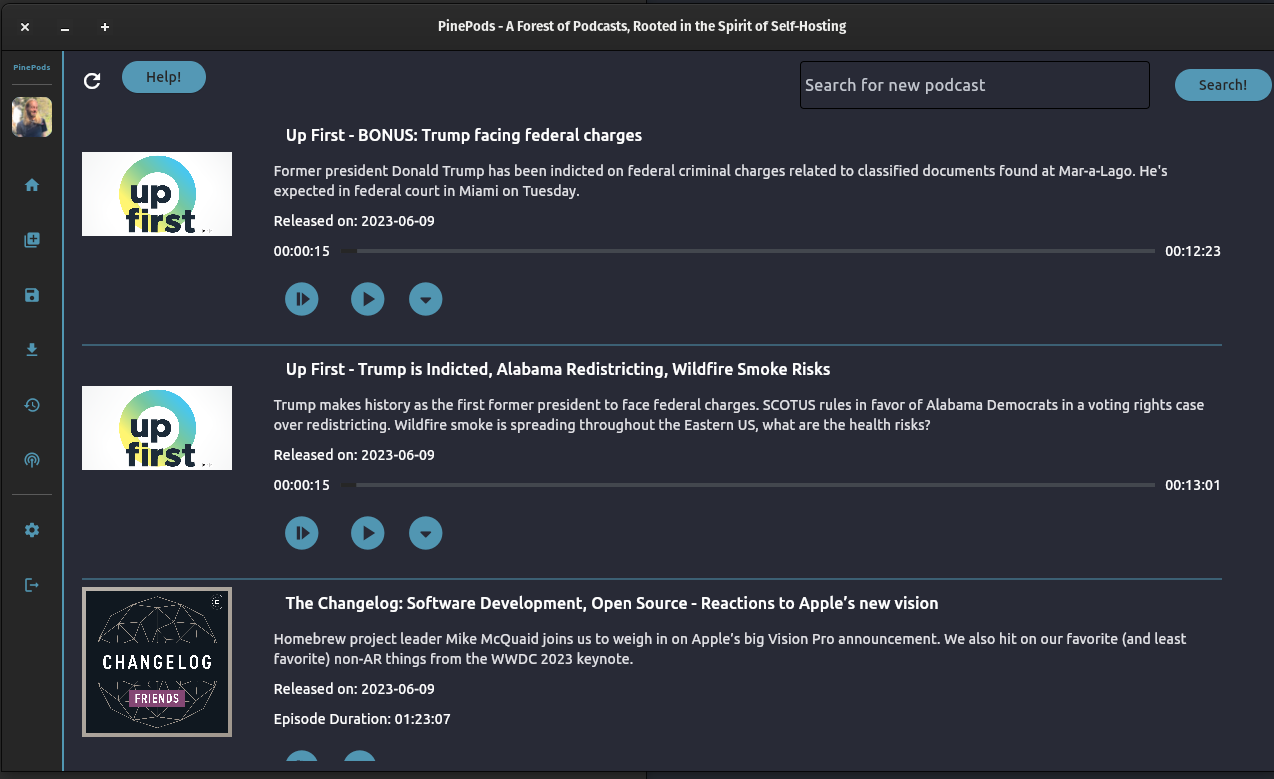 PinePods - A Forest of Podcasts, Rooted in the Spirit of Self-Hosting
PinePods
Help!
Search for new podcast
Search!
up
first
Up First - BONUS: Trump facing federal charges
Former president Donald Trump has been indicted on federal criminal charges related to classified documents found at Mar-a-Lago. He's
expected in federal court in Miami on Tuesday.
Released on: 2023-06-09
00:00:15
00:12:23
up
first
Up First - Trump is Indicted, Alabama Redistricting, Wildfire Smoke Risks
Trump makes history as the first former president to face federal charges. SCOTUS rules in favor of Alabama Democrats in a voting rights case
over redistricting. Wildfire smoke is spreading throughout the Eastern US, what are the health risks?
Released on: 2023-06-09
00:00:15
00:13:01
CHANGELOG
FRIENDS
The Changelog: Software Development, Open Source - Reactions to Apple’s new vision
Homebrew project leader Mike McQuaid joins us to weigh in on Apple’s big Vision Pro announcement. We also hit on our favorite (and least
favorite) non-AR things from the WWDC 2023 keynote.
Released on: 2023-06-09
Episode Duration: 01:23:07